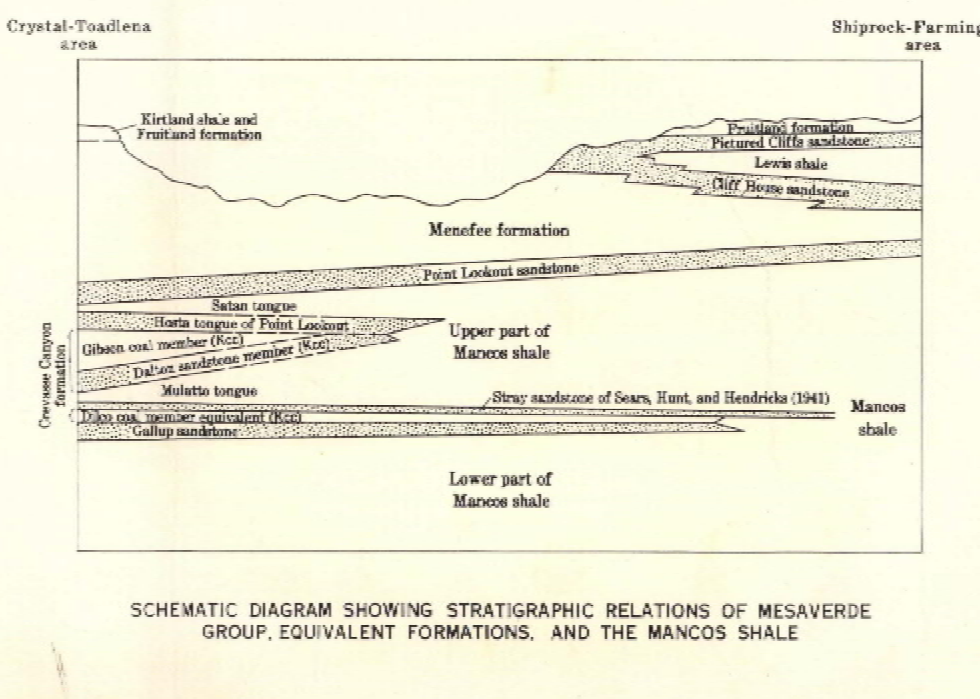 Crystal-Toadlena
area
Shiprock-Farming
area
Kirtland shale and
Fruitland formation
Fruitland formation
Pictured Cliffs sandstone
Lewis shale
Cliff House sandstone
Menefee formation
Point Lookout sandstone
Satan tongue
Hosta tongue of Point Lookout
Upper part of
Mancos shale
Gibson coal member (Kcc)
Dalton sandstone member (Kcc)
Crevasse Canyon
formation
Mulatto tongue
Stray sandstone of Sears, Hunt, and Hendricks (1941)
Mancos
shale
Dilco coal member equivalent (Kcc)
Gallup sandstone
Lower part of
Mancos shale
SCHEMATIC DIAGRAM SHOWING STRATIGRAPHIC RELATIONS OF MESAVERDE
GROUP, EQUIVALENT FORMATIONS, AND THE MANCOS SHALE